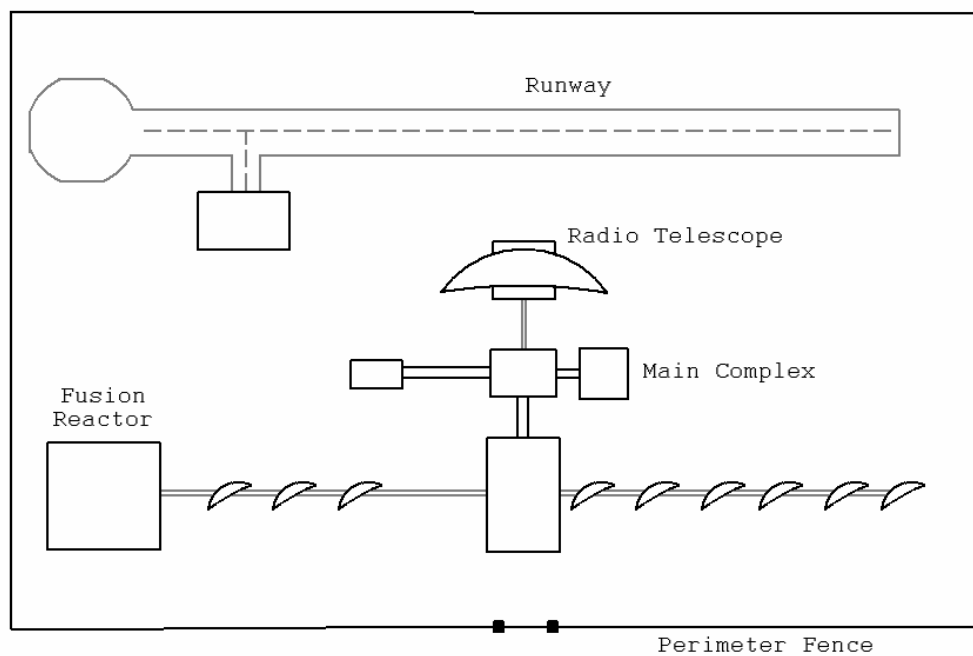 Runway
Radio Telescope
Main Complex
Fusion
Reactor
Perimeter Fence